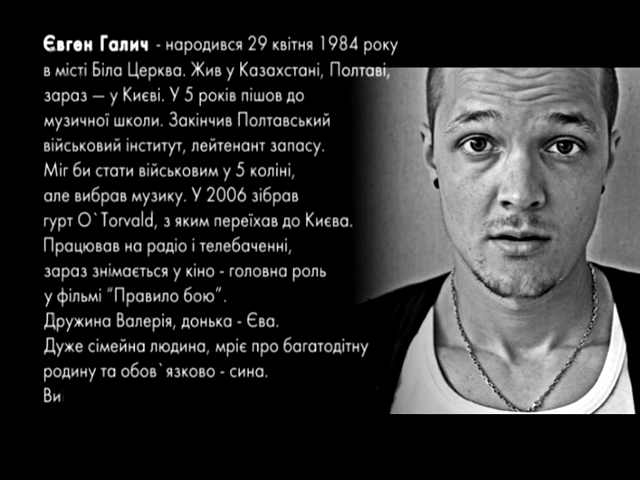 Євген Галич - народився 29 квітня 1984 року
в місті Біла Церква. Жив у Казахстані, Полтаві,
зараз — у Києві. У 5 років пішов до
музичної школи. Закінчив Полтавський
військовий інститут, лейтенант запасу.
Міг би стати військовим у 5 коліні,
але вибрав музику. У 2006 зібрав
гурт O`Torvald, з яким переїхав до Києва.
Працював на радіо і телебаченні,
зараз знімається у кіно - головна роль
у фільмі “Правило бою”.
Дружина Валерія, донька - Єва.
Дуже сімейна людина, мріє про багатодітну
родину та обов`язково - сина.
Ви